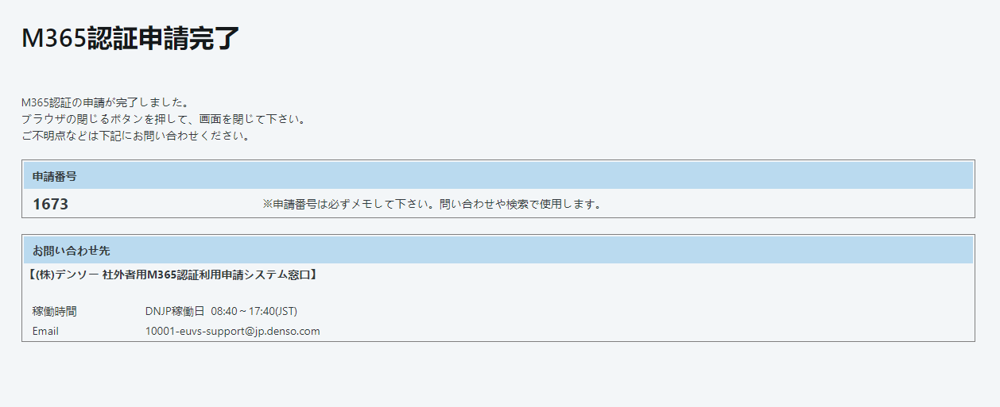 M365認証申請完了
M365認証の申請が完了しました。
ブラウザの閉じるボタンを押して、画面を閉じて下さい。
ご不明点などは下記にお問い合わせください。
申請番号
1673 ※申請番号は必ずメモして下さい。問い合わせや検索で使用します。
お問い合わせ先
【(株)デンソー 社外者用M365認証利用申請システム窓口】
稼働時間 DNJP稼働日 08:40～17:40(JST)
Email 10001-euvs-support@jp.denso.com